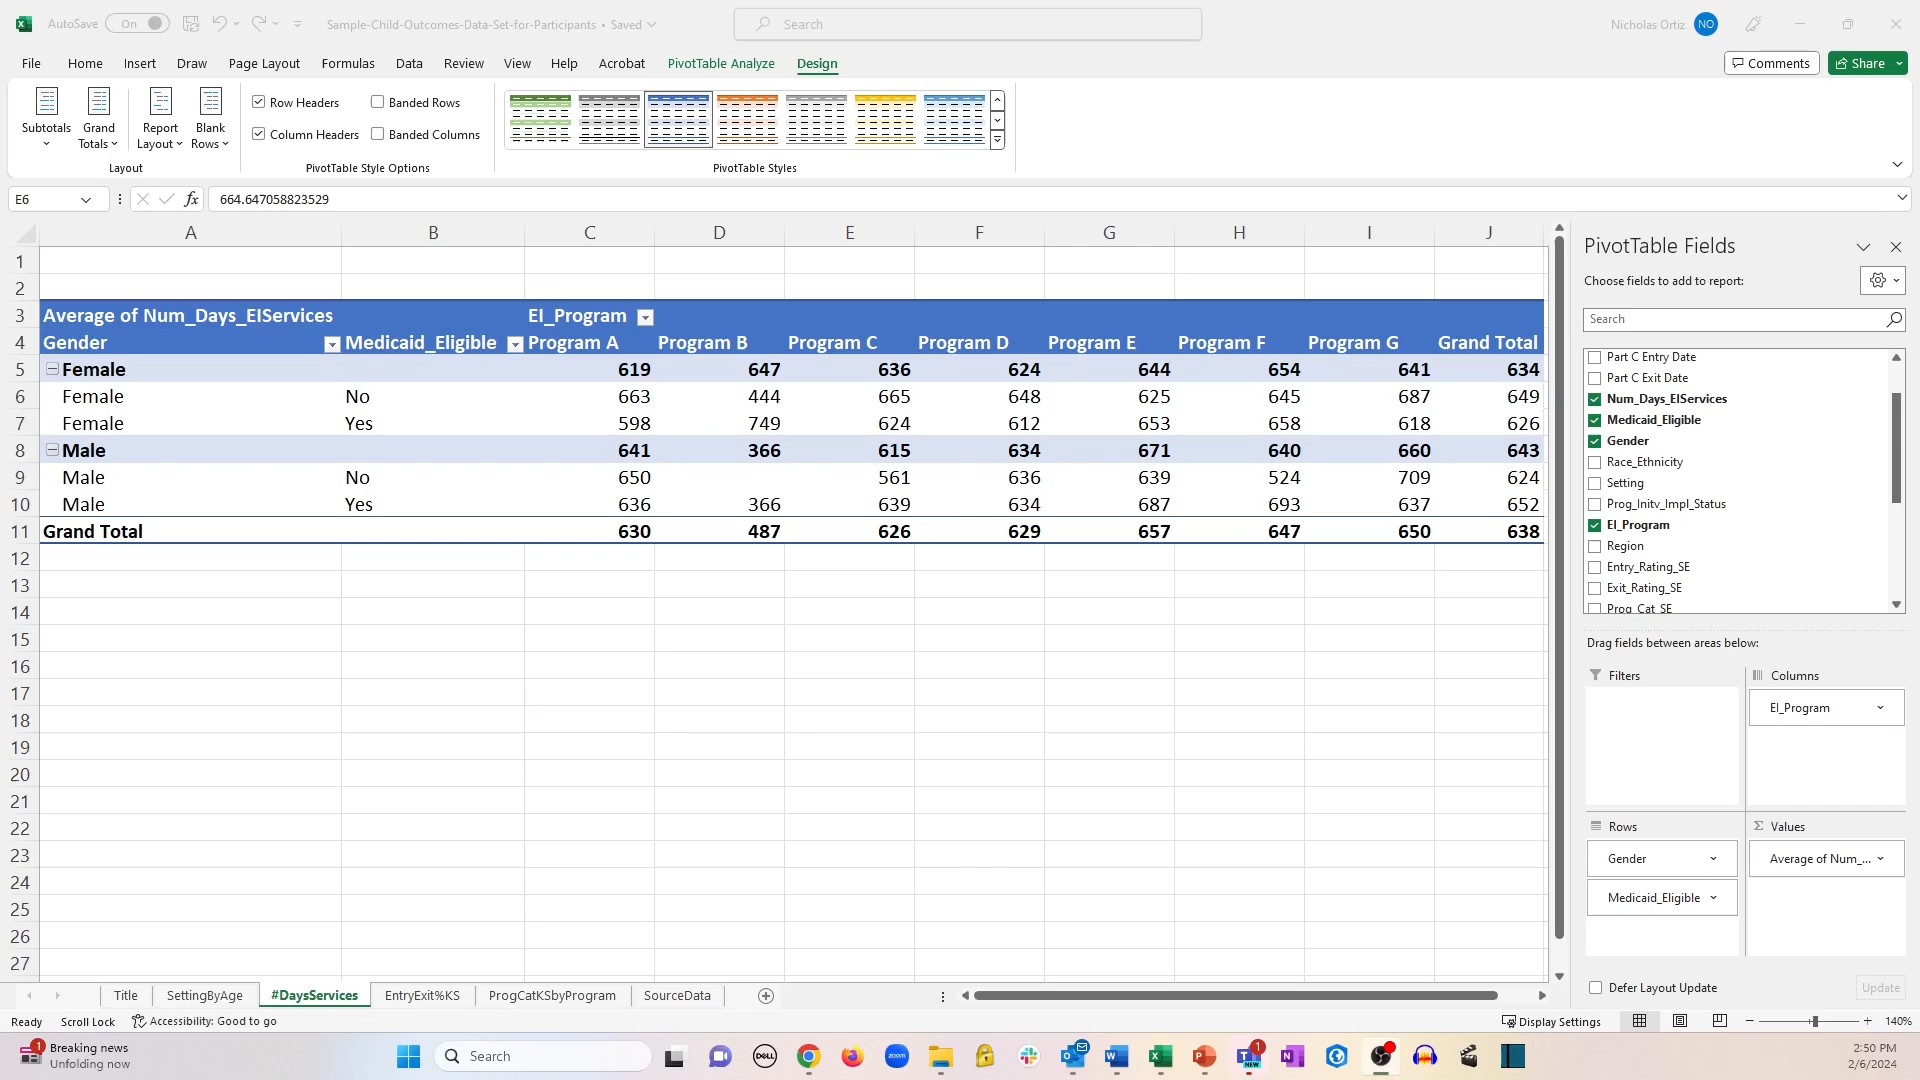 AutoSave On Sample-Child-Outcomes-Data-Set-for-Participants • Saved Search Nicholas Ortiz NO
File Home Insert Draw Page Layout Formulas Data Review View Help Acrobat PivotTable Analyze Design Comments Share
Subtotals Grand Totals Report Layout Blank Rows
Row Headers Banded Rows
Column Headers Banded Columns
Layout PivotTable Style Options PivotTable Styles
E6 fx 664.647058823529
A B C D E F G H I J
1
2
3 Average of Num_Days_EIServices EI_Program
4 Gender Medicaid_Eligible Program A Program B Program C Program D Program E Program F Program G Grand Total
5 Female 619 647 636 624 644 654 641 634
6 Female No 663 444 665 648 625 645 687 649
7 Female Yes 598 749 624 612 653 658 618 626
8 Male 641 366 615 634 671 640 660 643
9 Male No 650 561 636 639 524 709 624
10 Male Yes 636 366 639 634 687 693 637 652
11 Grand Total 630 487 626 629 657 647 650 638
12
13
14
15
16
17
18
19
20
21
22
23
24
25
26
27
PivotTable Fields
Choose fields to add to report:
Search
Part C Entry Date
Part C Exit Date
Num_Days_EIServices
Medicaid_Eligible
Gender
Race_Ethnicity
Setting
Prog_Initv_Impl_Status
EI_Program
Region
Entry_Rating_SE
Exit_Rating_SE
Prog_Cat_SE
Drag fields between areas below:
Filters Columns
EI_Program
Rows Σ Values
Gender Average of Num_...
Medicaid_Eligible
Defer Layout Update Update
Title SettingByAge #DaysServices EntryExit%KS ProgCatKSbyProgram SourceData
Ready Scroll Lock Accessibility: Good to go Display Settings 140%
1 Breaking news
Unfolding now
Search
DELL
zoom
1
NEW
2:50 PM
2/6/2024